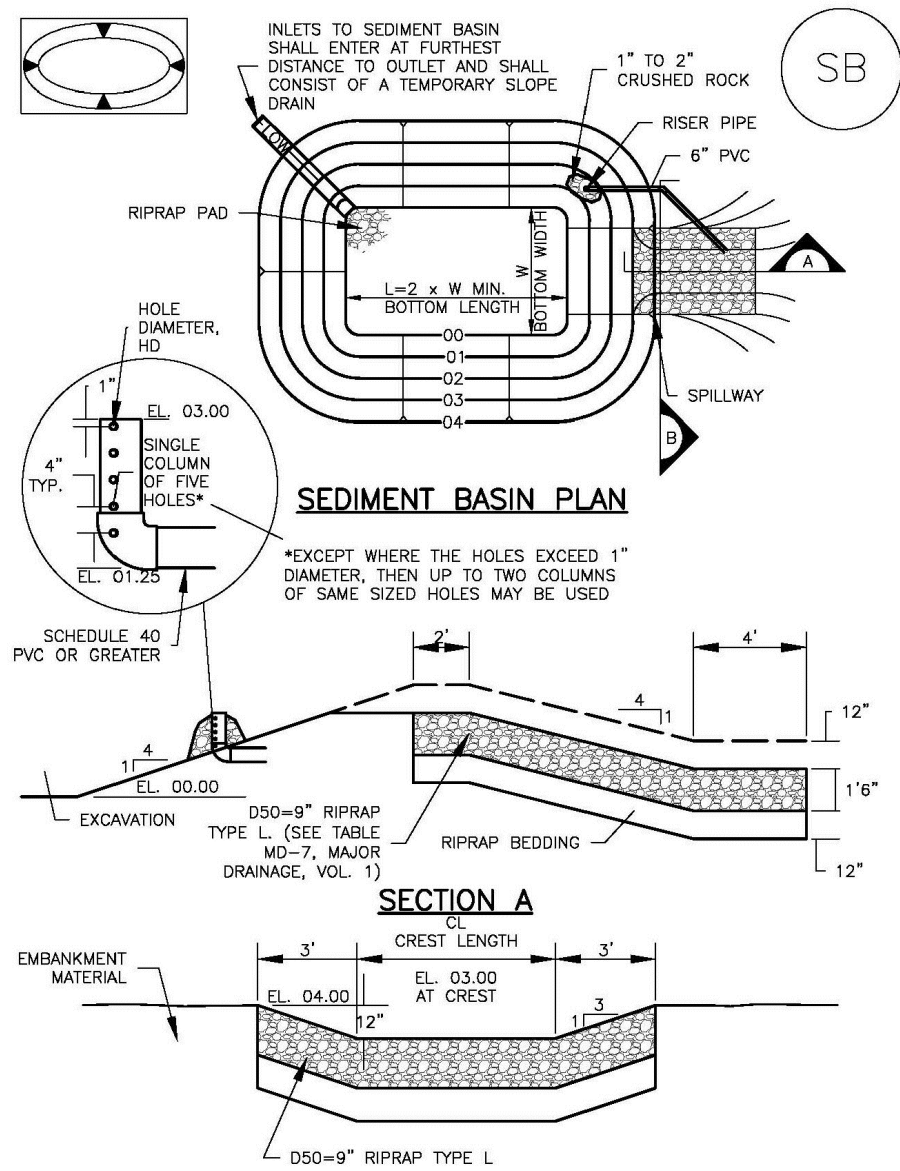 INLETS TO SEDIMENT BASIN
SHALL ENTER AT FURTHEST
DISTANCE TO OUTLET AND SHALL
CONSIST OF A TEMPORARY SLOPE
DRAIN
1" TO 2"
CRUSHED ROCK
SB
RISER PIPE
6" PVC
FLOW
RIPRAP PAD
L=2 x W MIN.
BOTTOM LENGTH
W
BOTTOM WIDTH
A
00
01
02
03
04
SPILLWAY
B
HOLE
DIAMETER,
HD
1"
EL. 03.00
4"
TYP.
SINGLE
COLUMN
OF FIVE
HOLES*
EL. 01.25
SEDIMENT BASIN PLAN
*EXCEPT WHERE THE HOLES EXCEED 1"
DIAMETER, THEN UP TO TWO COLUMNS
OF SAME SIZED HOLES MAY BE USED
SCHEDULE 40
PVC OR GREATER
2'
4'
4
1
12"
4
1
EL. 00.00
EXCAVATION
1'6"
D50=9" RIPRAP
TYPE L. (SEE TABLE
MD-7, MAJOR
DRAINAGE, VOL. 1)
RIPRAP BEDDING
12"
SECTION A
CL
CREST LENGTH
3'
3'
EMBANKMENT
MATERIAL
EL. 04.00
EL. 03.00
AT CREST
12"
3
1
D50=9" RIPRAP TYPE L